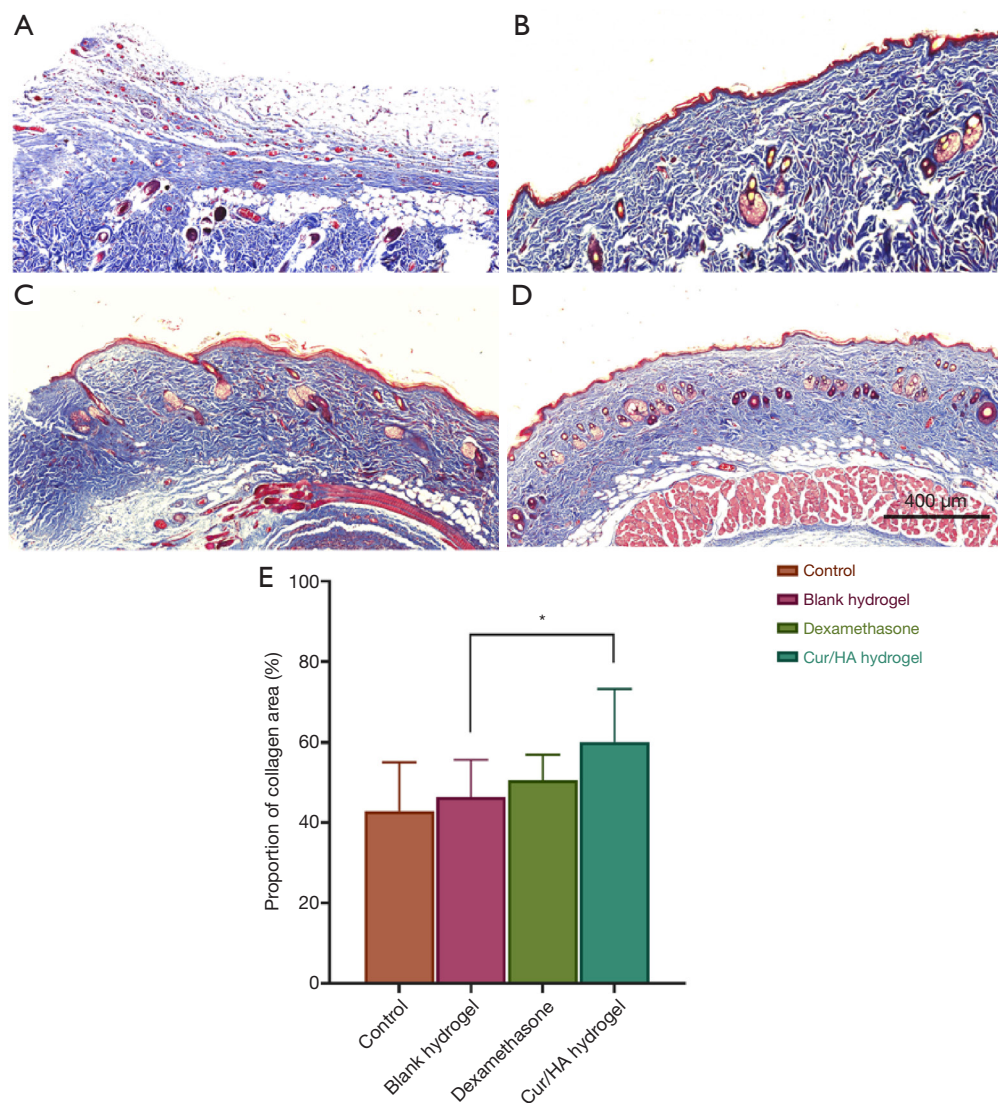 A
B
C
D
400 µm
E
Control
Blank hydrogel
Dexamethasone
Cur/HA hydrogel
Proportion of collagen area (%)
100
80
60
40
20
0
*
Control
Blank hydrogel
Dexamethasone
Cur/HA hydrogel